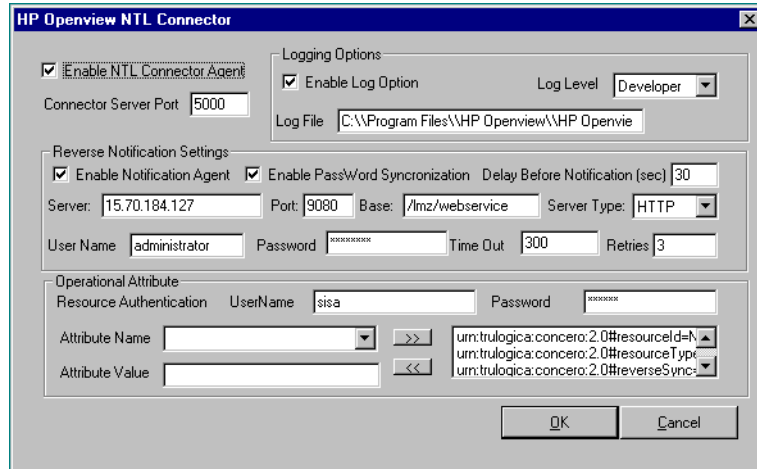 HP Openview NTL Connector
Enable NTL Connector Agent
Connector Server Port 5000
Logging Options
Enable Log Option Log Level Developer
Log File C:\\Program Files\\HP Openview\\HP Openvie
Reverse Notification Settings
Enable Notification Agent Enable PassWord Syncronization Delay Before Notification (sec) 30
Server: 15.70.184.127 Port: 9080 Base: /lmz/webservice Server Type: HTTP
User Name administrator Password ******** Time Out 300 Retries 3
Operational Attribute
Resource Authentication UserName sisa Password ******
Attribute Name >> urn:trulogica:concero:2.0#resourceId=N
urn:trulogica:concero:2.0#resourceType
Attribute Value << urn:trulogica:concero:2.0#reverseSync=
OK Cancel